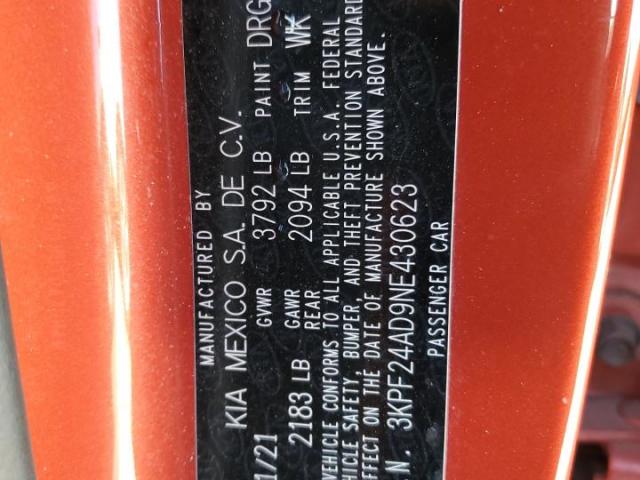 MANUFACTURED BY
KIA MEXICO S.A. DE C.V.
1/21 GVWR 3792 LB PAINT DRG
2183 LB GAWR REAR 2094 LB TRIM WK
VEHICLE CONFORMS TO ALL APPLICABLE U.S.A. FEDERAL
HICLE SAFETY, BUMPER, AND THEFT PREVENTION STANDARD
EFFECT ON THE DATE OF MANUFACTURE SHOWN ABOVE.
N. 3KPF24AD9NE430623
PASSENGER CAR